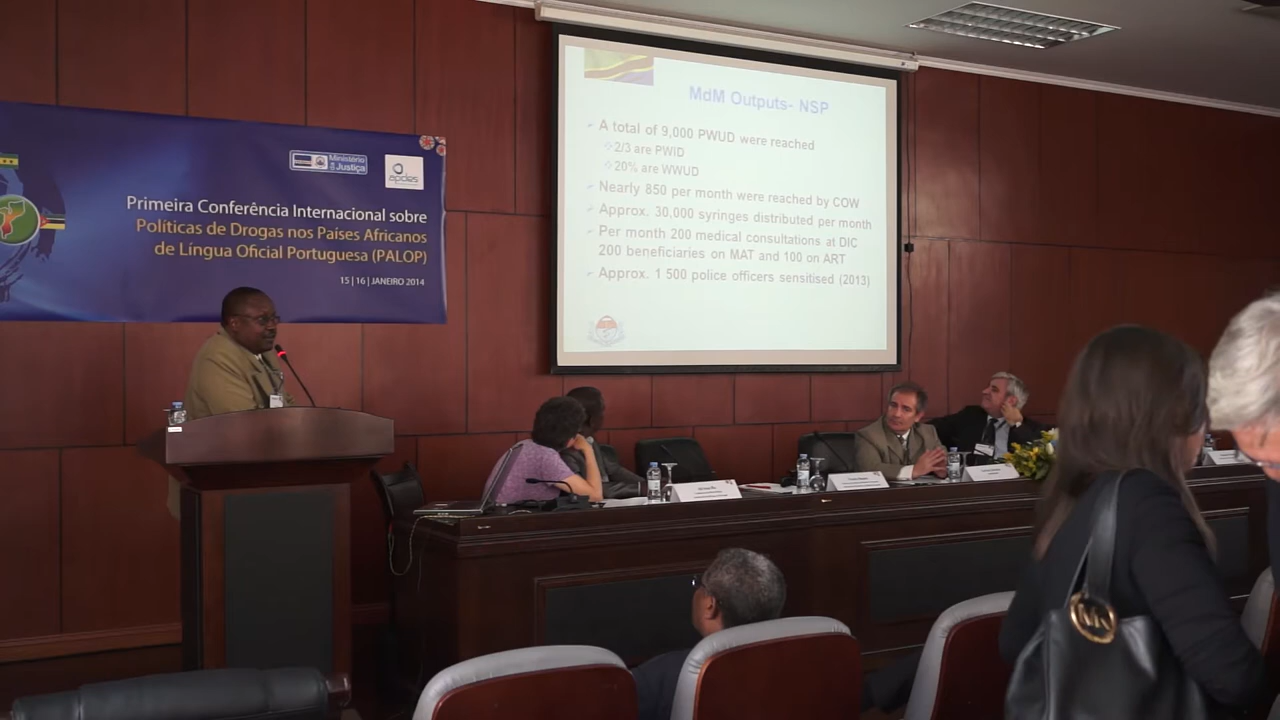 Ministério
da Justiça
apdes
Primeira Conferência Internacional sobre
Políticas de Drogas nos Países Africanos
de Língua Oficial Portuguesa (PALOP)
15 | 16 | JANEIRO 2014
MdM Outputs- NSP
A total of 9,000 PWUD were reached
2/3 are PWiD
20% are WWUD
Nearly 850 per month were reached by COW
Approx. 30,000 syringes distributed per month
Per month 200 medical consultations at DIC
200 beneficiaries on MAT and 100 on ART
Approx. 1 500 police officers sensitised (2013)
MK